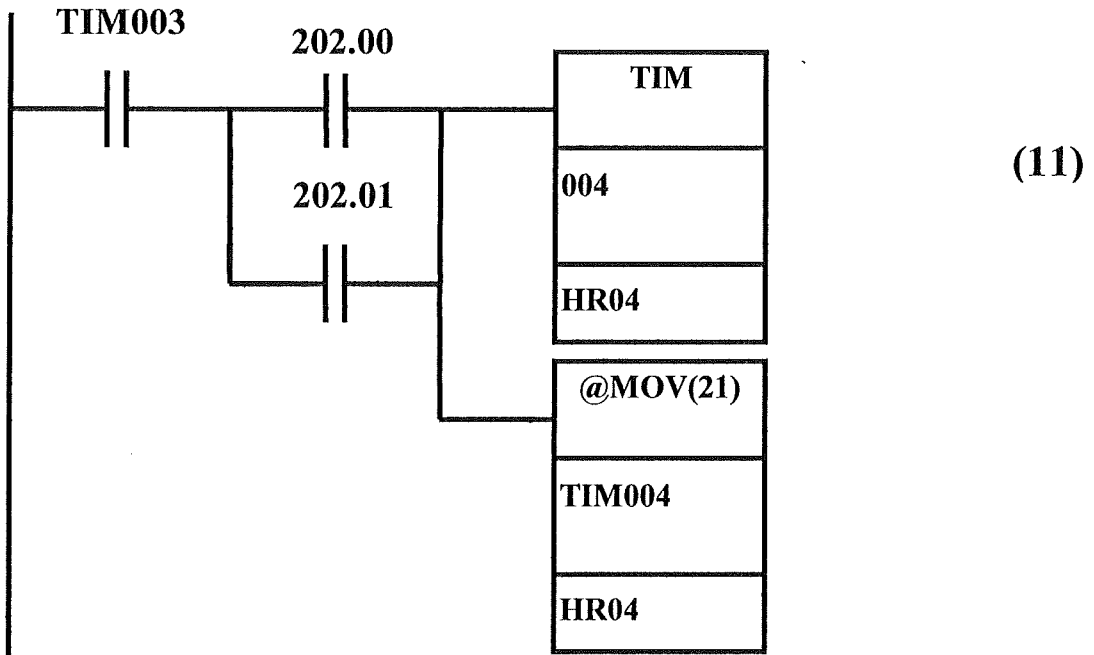 TIM003
202.00
TIM
(11)
004
202.01
HR04
@MOV(21)
TIM004
HR04